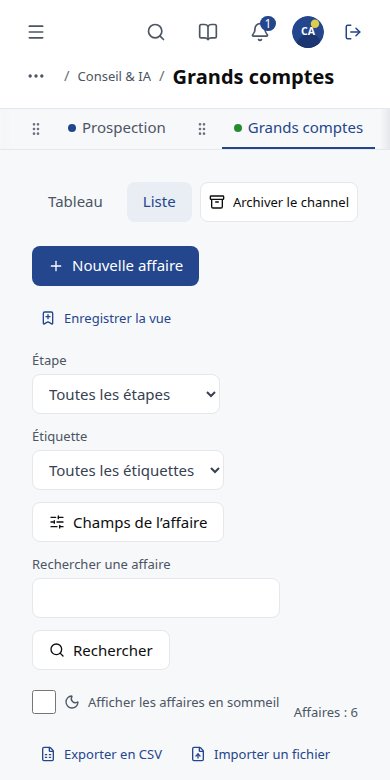 1
CA
/ Conseil & IA / Grands comptes
Prospection
Grands comptes
Tableau
Liste
Archiver le channel
Nouvelle affaire
Enregistrer la vue
Étape
Toutes les étapes
Étiquette
Toutes les étiquettes
Champs de l’affaire
Rechercher une affaire
Rechercher
Afficher les affaires en sommeil
Affaires : 6
Exporter en CSV
Importer un fichier